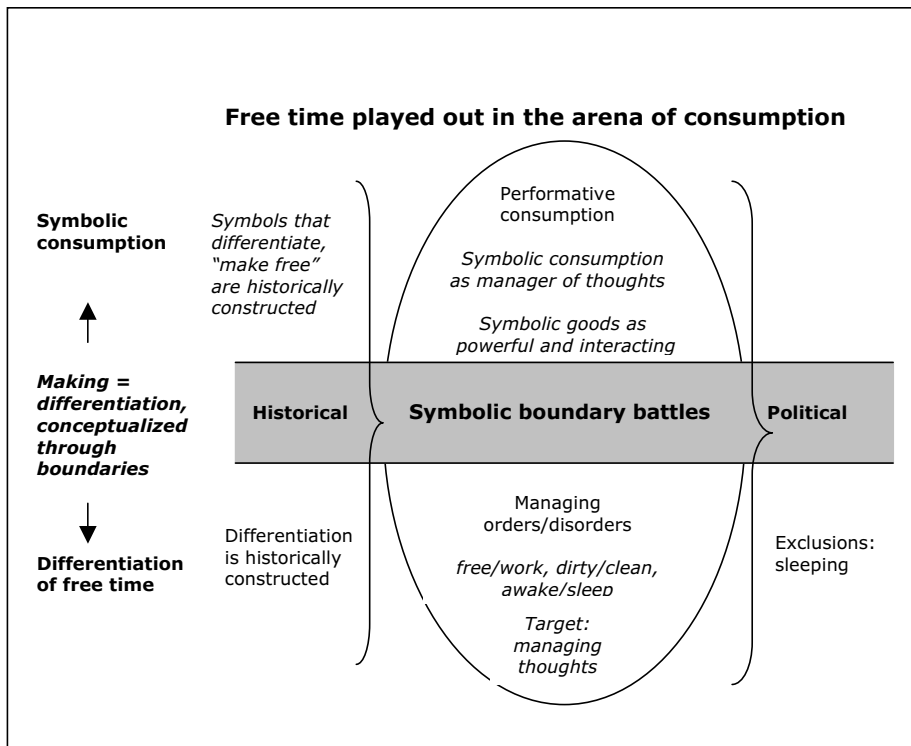 Free time played out in the arena of consumption
Symbolic
consumption
Symbols that
differentiate,
“make free”
are historically
constructed
Performative
consumption
Symbolic consumption
as manager of thoughts
Symbolic goods as
powerful and interacting
Making =
differentiation,
conceptualized
through
boundaries
Historical
Symbolic boundary battles
Political
Differentiation
of free time
Differentiation
is historically
constructed
Managing
orders/disorders
free/work, dirty/clean,
awake/sleep
Target:
managing
thoughts
Exclusions:
sleeping